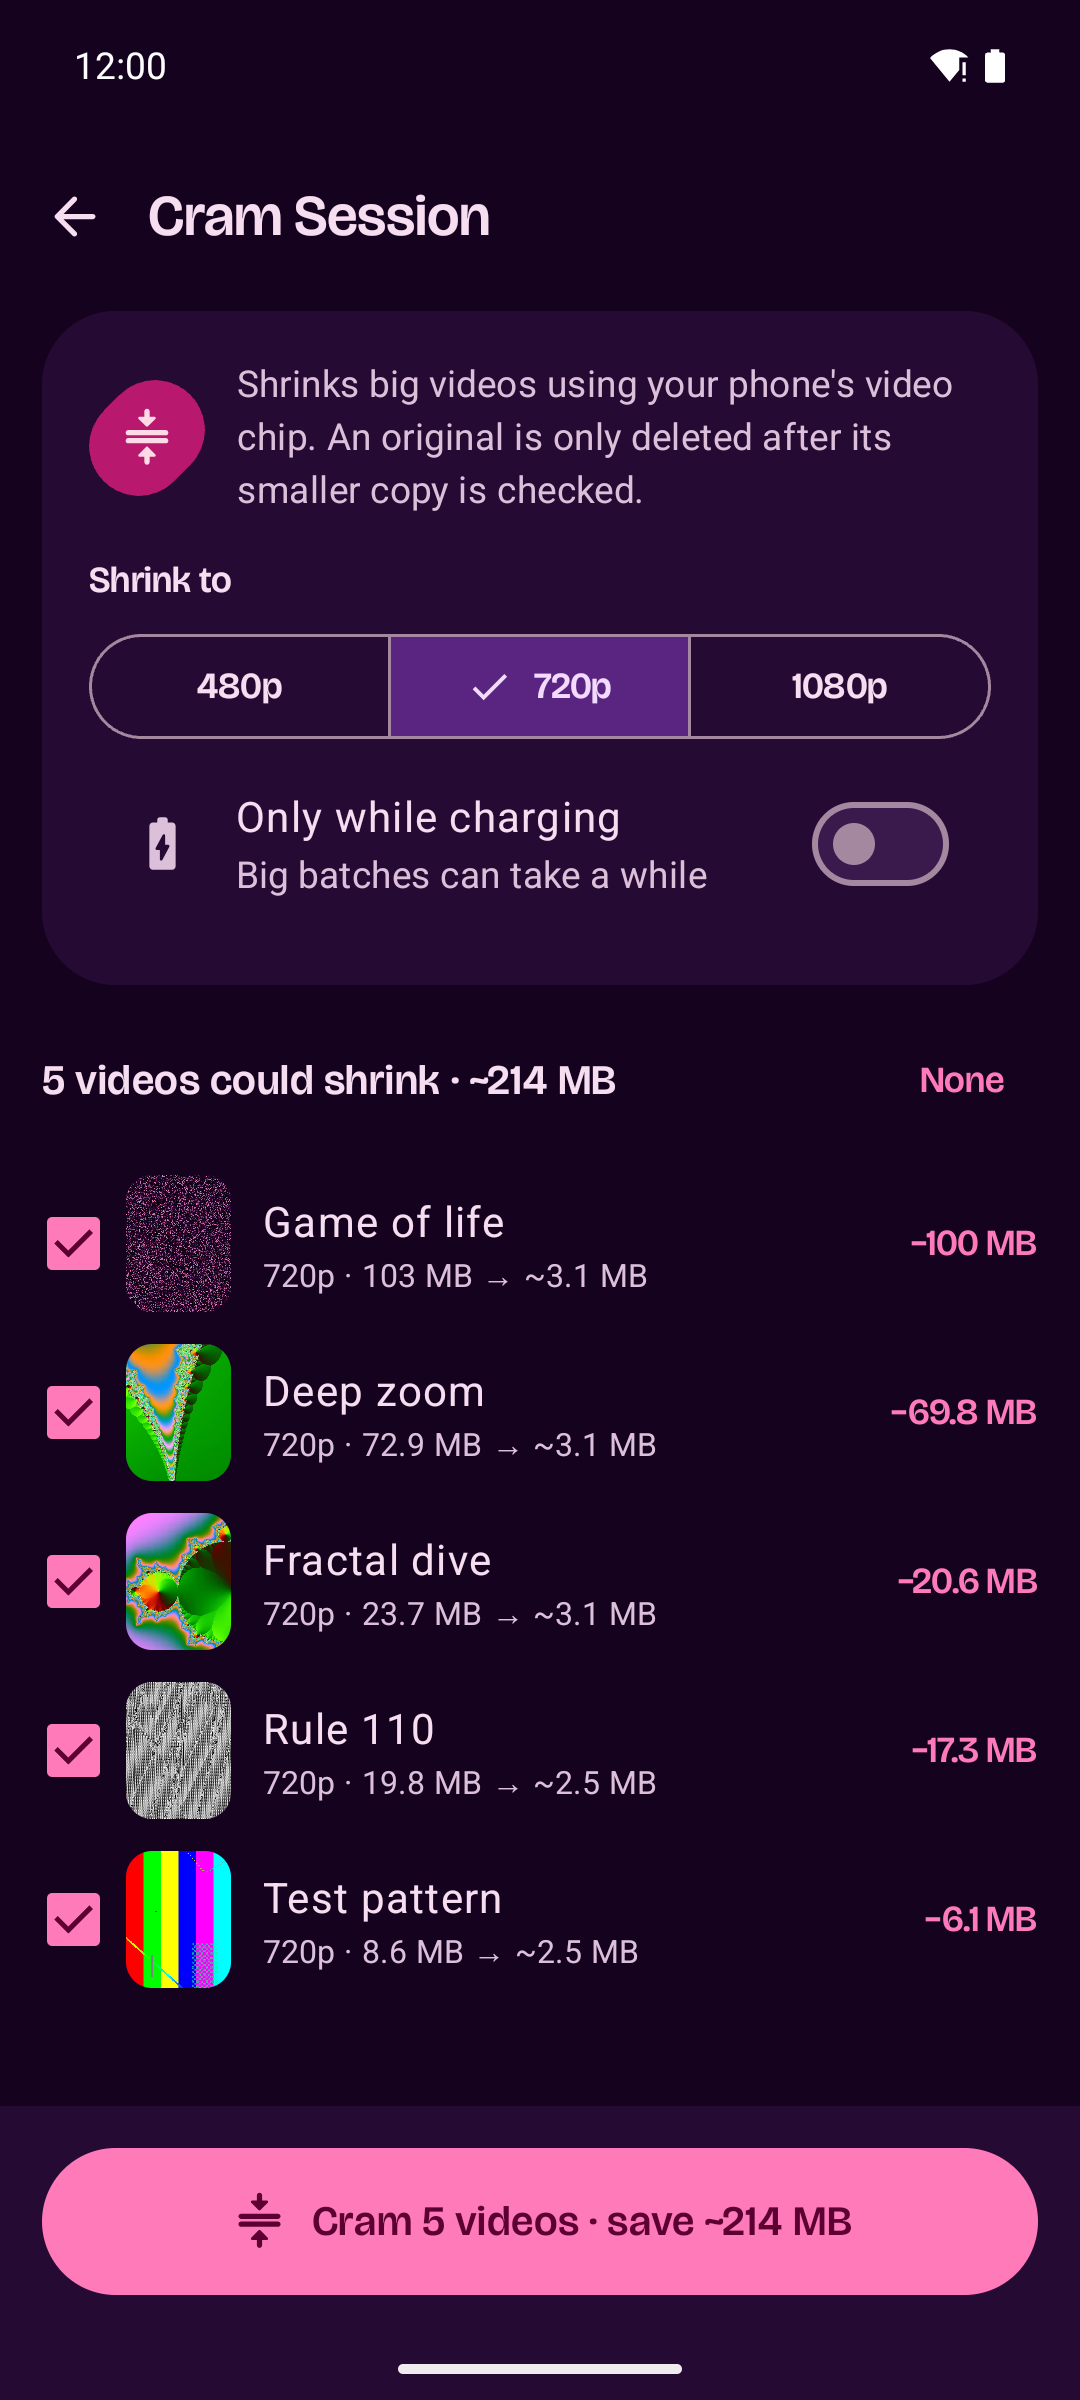 12:00
Cram Session
Shrinks big videos using your phone's video
chip. An original is only deleted after its
smaller copy is checked.
Shrink to
480p
720p
1080p
Only while charging
Big batches can take a while
5 videos could shrink · ~214 MB
None
Game of life
720p · 103 MB → ~3.1 MB
−100 MB
Deep zoom
720p · 72.9 MB → ~3.1 MB
−69.8 MB
Fractal dive
720p · 23.7 MB → ~3.1 MB
−20.6 MB
Rule 110
720p · 19.8 MB → ~2.5 MB
−17.3 MB
Test pattern
720p · 8.6 MB → ~2.5 MB
−6.1 MB
Cram 5 videos · save ~214 MB